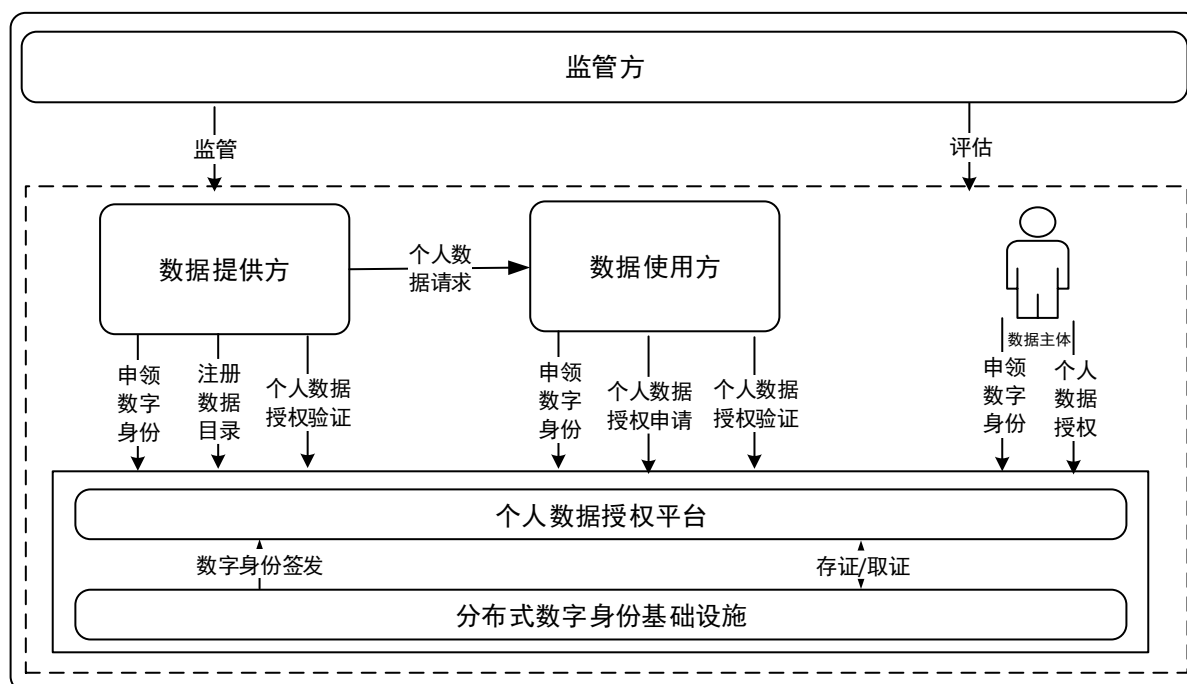 监管方
监管
评估
数据提供方
个人数
据请求
数据使用方
数据主体
申领
数字
身份
注册
数据
目录
个人数据
授权验证
申领
数字
身份
个人数据
授权申请
个人数据
授权验证
申领
数字
身份
个人
数据
授权
个人数据授权平台
数字身份签发
存证/取证
分布式数字身份基础设施